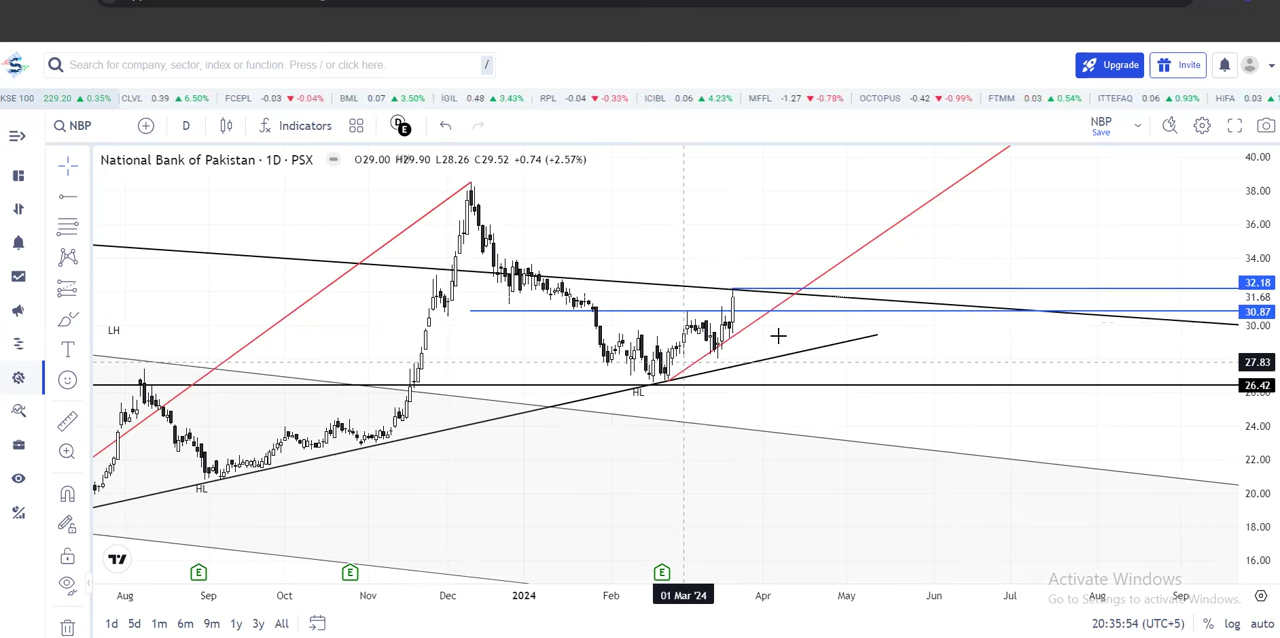 Search for company, sector, index or function. Press / or click here. /
Upgrade Invite
KSE 100 229.20 ▲ 0.35% CLVL 0.39 ▲ 6.50% FCEPL -0.03 ▼ -0.04% BML 0.07 ▲ 3.50% IGIL 0.48 ▲ 3.43% RPL -0.04 ▼ -0.33% ICIBL 0.06 ▲ 4.23% MFFL -1.27 ▼ -0.78% OCTOPUS -0.42 ▼ -0.99% FTMM 0.03 ▲ 0.54% ITTEFAQ 0.06 ▲ 0.93% HIFA 0.03
NBP D Indicators D E NBP
Save
National Bank of Pakistan · 1D · PSX O29.00 H29.90 L28.26 C29.52 +0.74 (+2.57%)
40.00
38.00
36.00
34.00
32.18
31.68
30.87
30.00
LH
27.83
26.42
HL
24.00
22.00
HL
20.00
18.00
16.00
E E E
Aug Sep Oct Nov Dec 2024 Feb 01 Mar '24 Apr May Jun Jul Aug Sep
Activate Windows
Go to Settings to activate Windows.
1d 5d 1m 6m 9m 1y 3y All 20:35:54 (UTC+5) % log auto